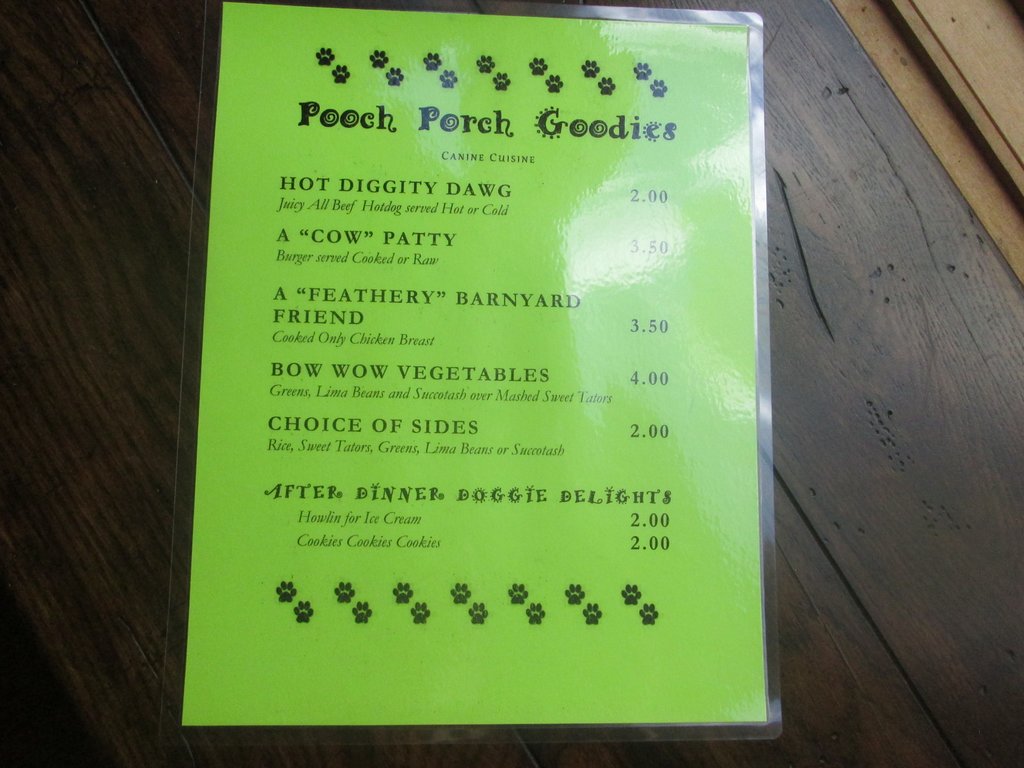 Pooch Porch Goodies
CANINE CUISINE
HOT DIGGITY DAWG 2.00
Juicy All Beef Hotdog served Hot or Cold
A “COW” PATTY 3.50
Burger served Cooked or Raw
A “FEATHERY” BARNYARD
FRIEND 3.50
Cooked Only Chicken Breast
BOW WOW VEGETABLES 4.00
Greens, Lima Beans and Succotash over Mashed Sweet Tators
CHOICE OF SIDES 2.00
Rice, Sweet Tators, Greens, Lima Beans or Succotash
AFTER DINNER DOGGIE DELIGHTS
Howlin for Ice Cream 2.00
Cookies Cookies Cookies 2.00